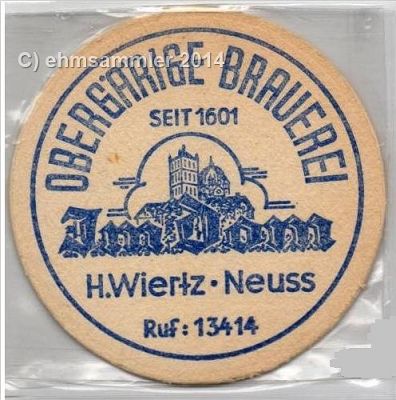 C) ehmsammler 2014
OBERGÄRIGE BRAUEREI
SEIT 1601
Im Dom
H. Wiertz · Neuss
Ruf: 13414